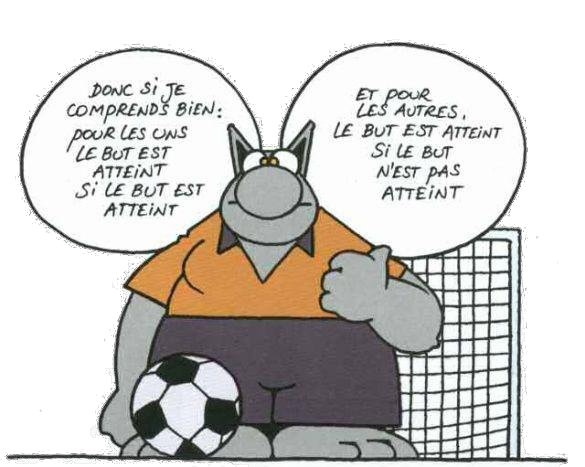 DONC SI JE
COMPRENDS BIEN:
POUR LES UNS
LE BUT EST
ATTEINT
SI LE BUT EST
ATTEINT
ET POUR
LES AUTRES,
LE BUT EST ATTEINT
SI LE BUT
N'EST PAS
ATTEINT